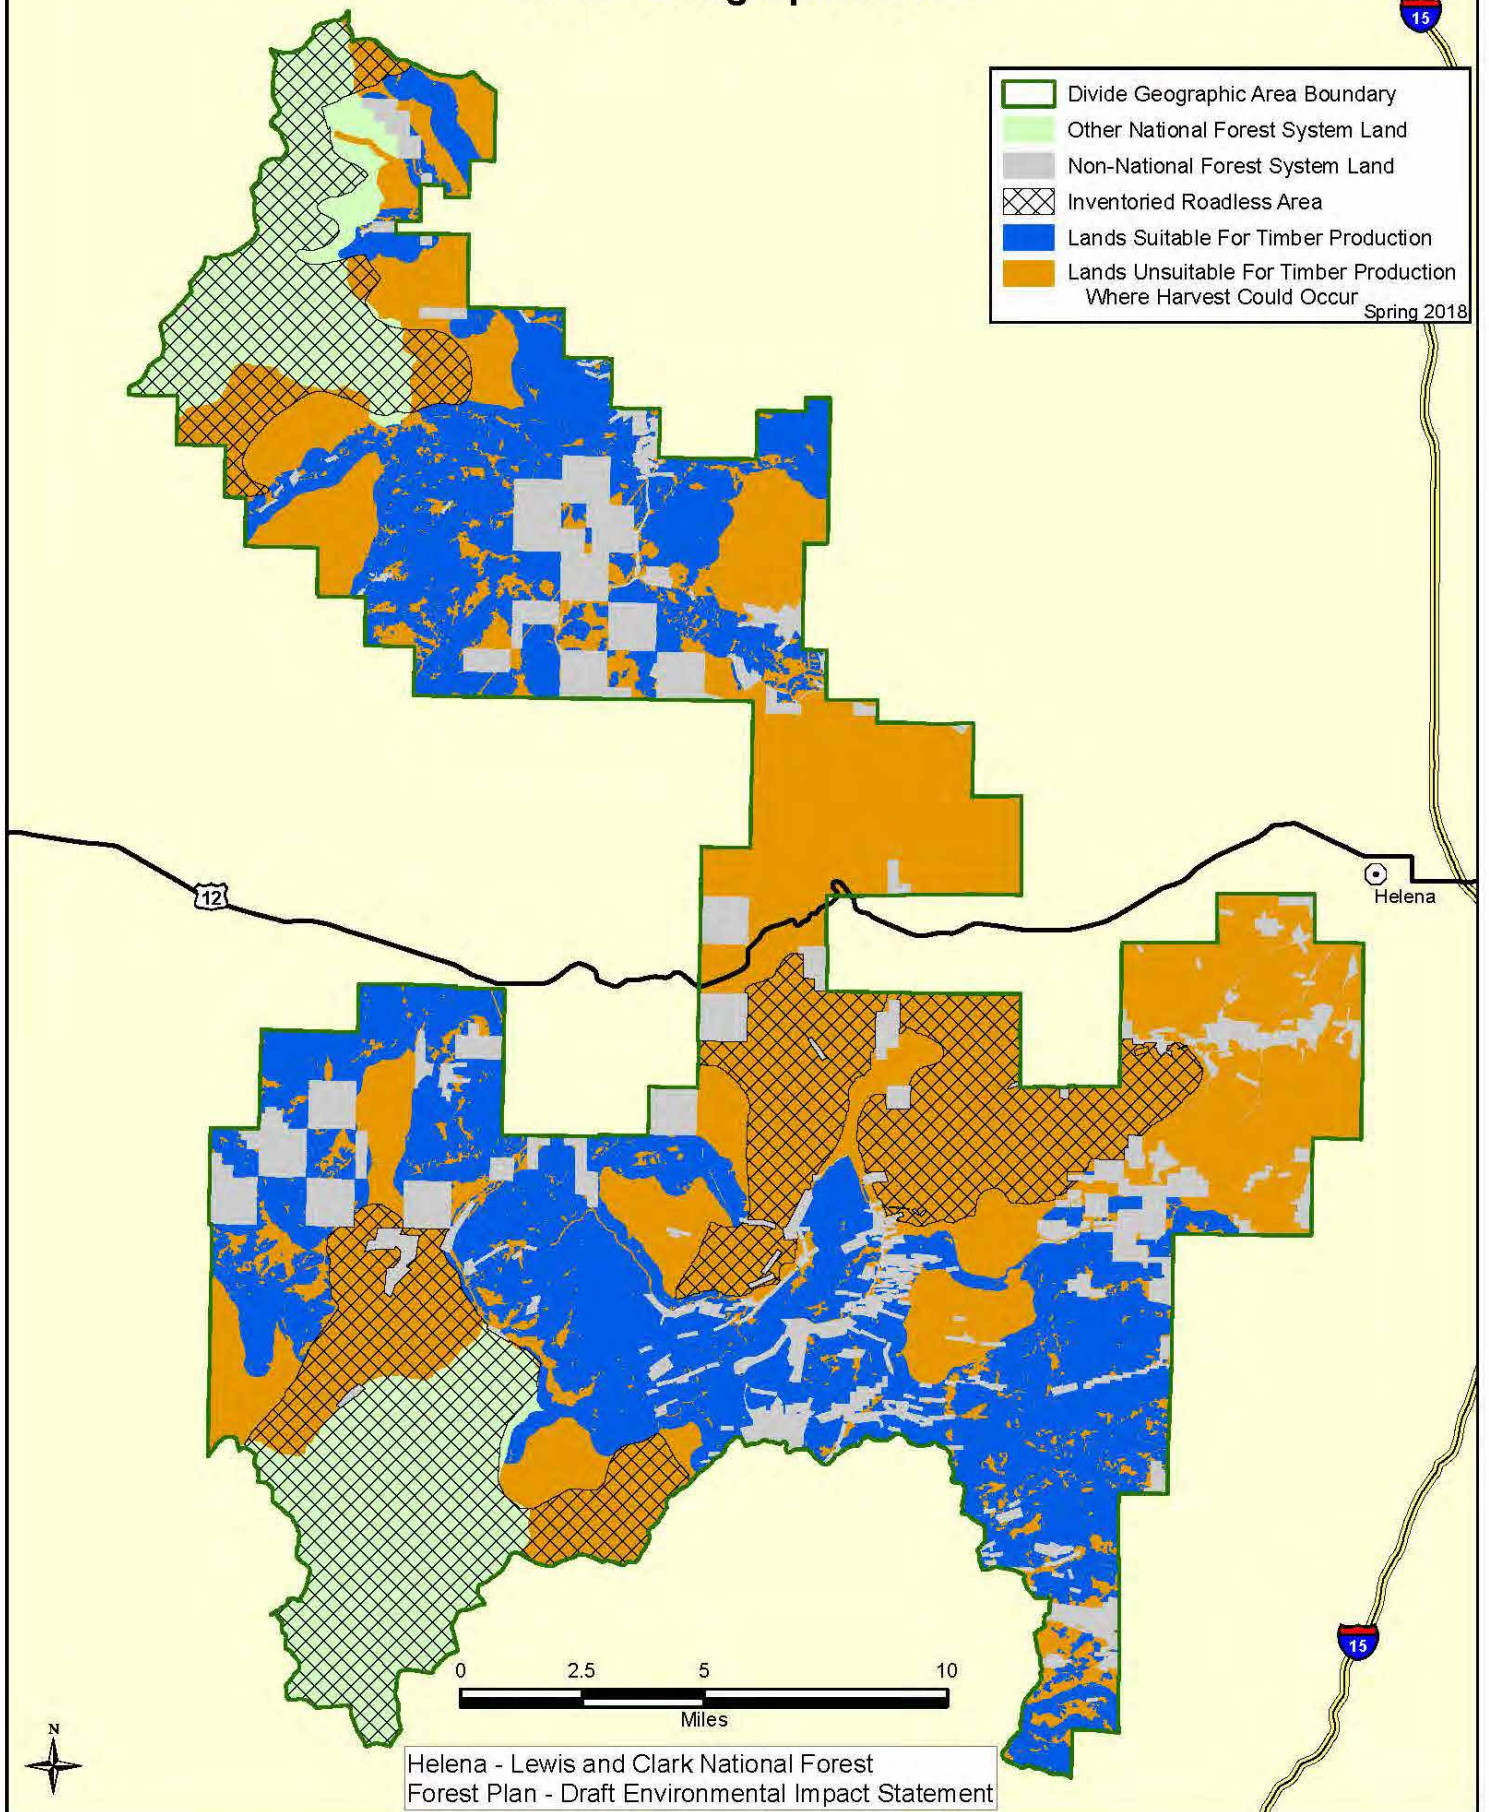 15
Divide Geographic Area Boundary
Other National Forest System Land
Non-National Forest System Land
Inventoried Roadless Area
Lands Suitable For Timber Production
Lands Unsuitable For Timber Production
Where Harvest Could Occur
Spring 2018
12
Helena
15
0 2.5 5 10
Miles
N
Helena - Lewis and Clark National Forest
Forest Plan - Draft Environmental Impact Statement